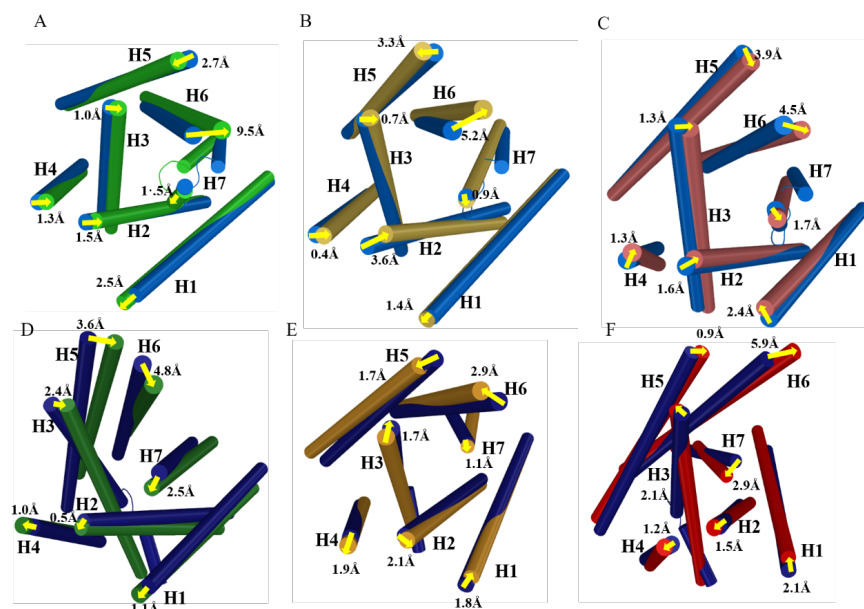 A
H5
2.7Å
1.0Å
H6
H3
9.5Å
H4
H7
1.5Å
1.3Å
1.5Å
H2
2.5Å
H1
B
3.3Å
H5
H6
0.7Å
5.2Å
H3
H7
H4
0.9Å
0.4Å
3.6Å
H2
1.4Å
H1
C
3.9Å
H5
4.5Å
1.3Å
H6
H7
H3
1.7Å
1.3Å
H4
H2
1.6Å
H1
2.4Å
D
3.6Å
H5
H6
4.8Å
2.4Å
H3
H7
2.5Å
H2
1.0Å
0.5Å
H4
H1
1.1Å
E
H5
1.7Å
2.9Å
H6
1.7Å
H7
H3
1.1Å
H4
H2
1.9Å
2.1Å
H1
1.8Å
F
0.9Å
5.9Å
H5
H6
H7
H3
2.9Å
2.1Å
H2
1.2Å
1.5Å
H4
H1
2.1Å